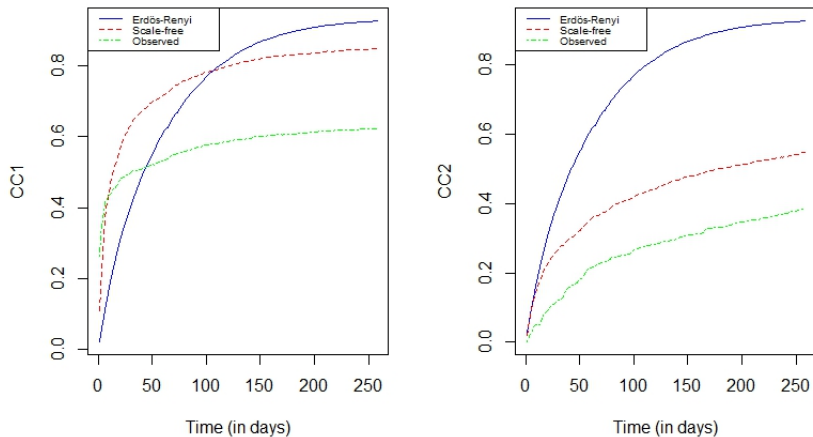 Erdös-Renyi
Scale-free
Observed
CC1
0.0
0.2
0.4
0.6
0.8
0
50
100
150
200
250
Time (in days)
Erdös-Renyi
Scale-free
Observed
CC2
0.0
0.2
0.4
0.6
0.8
0
50
100
150
200
250
Time (in days)